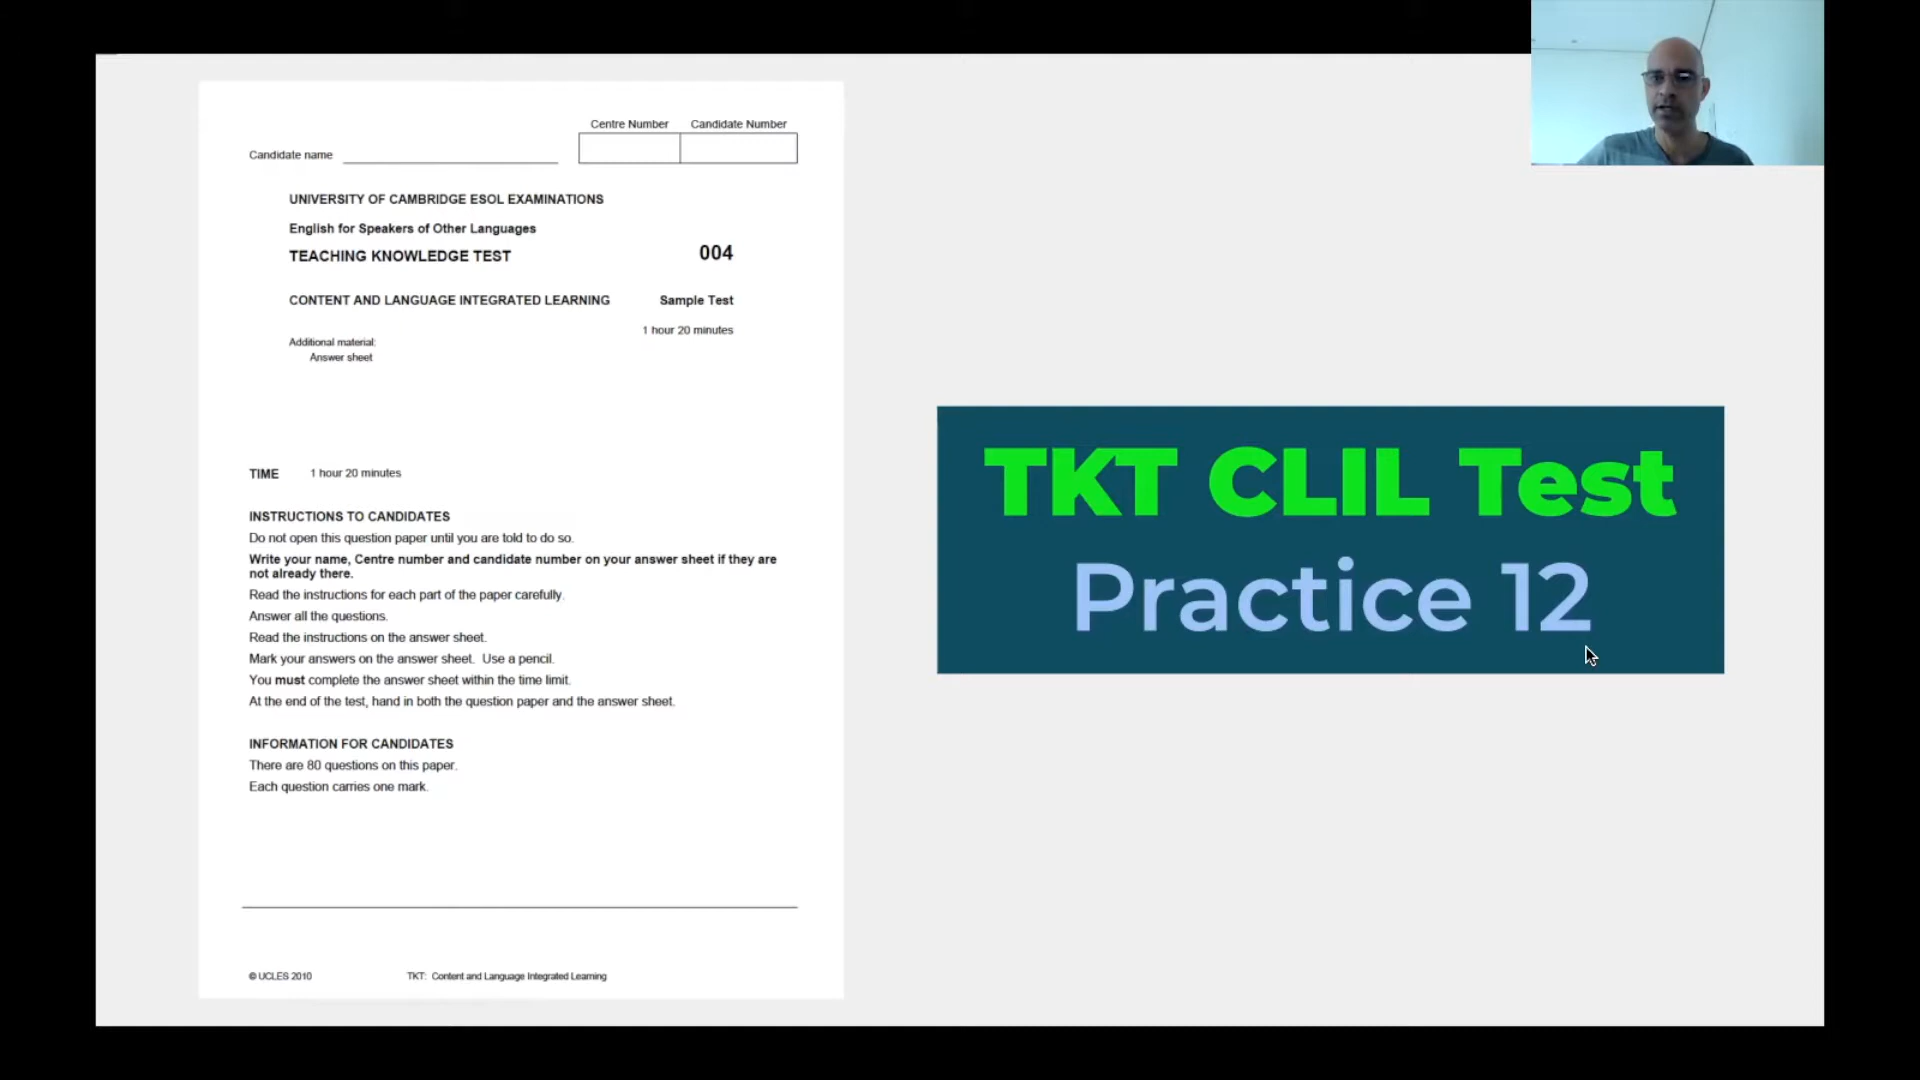 Centre Number Candidate Number
Candidate name
UNIVERSITY OF CAMBRIDGE ESOL EXAMINATIONS
English for Speakers of Other Languages
TEACHING KNOWLEDGE TEST 004
CONTENT AND LANGUAGE INTEGRATED LEARNING Sample Test
1 hour 20 minutes
Additional material:
Answer sheet
TIME 1 hour 20 minutes
INSTRUCTIONS TO CANDIDATES
Do not open this question paper until you are told to do so.
Write your name, Centre number and candidate number on your answer sheet if they are
not already there.
Read the instructions for each part of the paper carefully.
Answer all the questions.
Read the instructions on the answer sheet.
Mark your answers on the answer sheet. Use a pencil.
You must complete the answer sheet within the time limit.
At the end of the test, hand in both the question paper and the answer sheet.
INFORMATION FOR CANDIDATES
There are 80 questions on this paper.
Each question carries one mark.
© UCLES 2010 TKT: Content and Language Integrated Learning
TKT CLIL Test
Practice 12